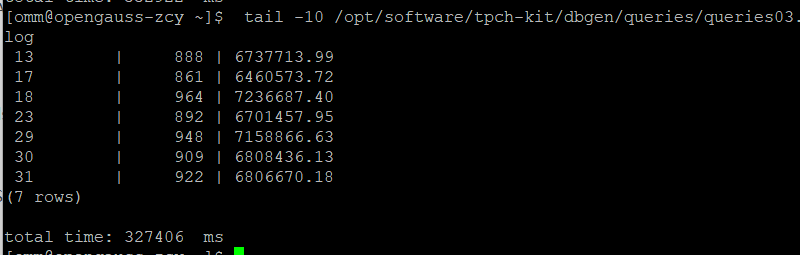 [omm@opengauss-zcy ~]$  tail -10 /opt/software/tpch-kit/dbgen/queries/queries03.
log
 13        |      888 | 6737713.99
 17        |      861 | 6460573.72
 18        |      964 | 7236687.40
 23        |      892 | 6701457.95
 29        |      948 | 7158866.63
 30        |      909 | 6808436.13
 31        |      922 | 6806670.18
(7 rows)
total time: 327406  ms
[omm@opengauss-zcy ~]$